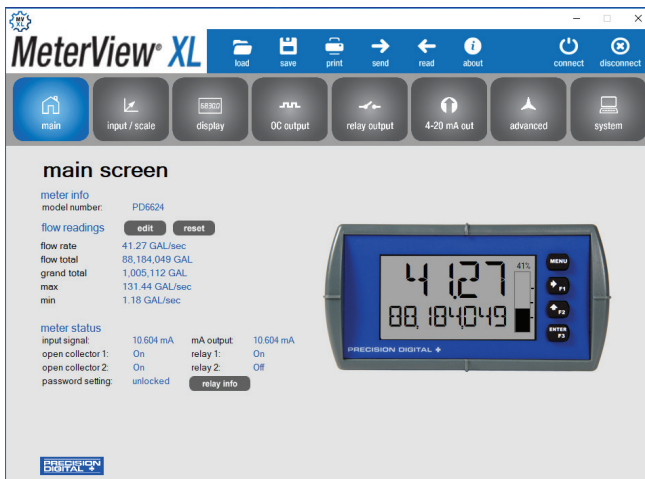 MV
XL
MeterView® XL
load save print send read about connect disconnect
68900
main input / scale display OC output relay output 4-20 mA out advanced system
main screen
meter info
model number: PD6624
flow readings edit reset
flow rate 41.27 GAL/sec
flow total 88,184,049 GAL
grand total 1,005,112 GAL
max 131.44 GAL/sec
min 1.18 GAL/sec
meter status
input signal: 10.604 mA mA output: 10.604 mA
open collector 1: On relay 1: On
open collector 2: On relay 2: Off
password setting: unlocked relay info
41.27 41%
88,184,049
MENU
F1
F2
ENTER
F3
PRECISION DIGITAL
PRECISION
DIGITAL